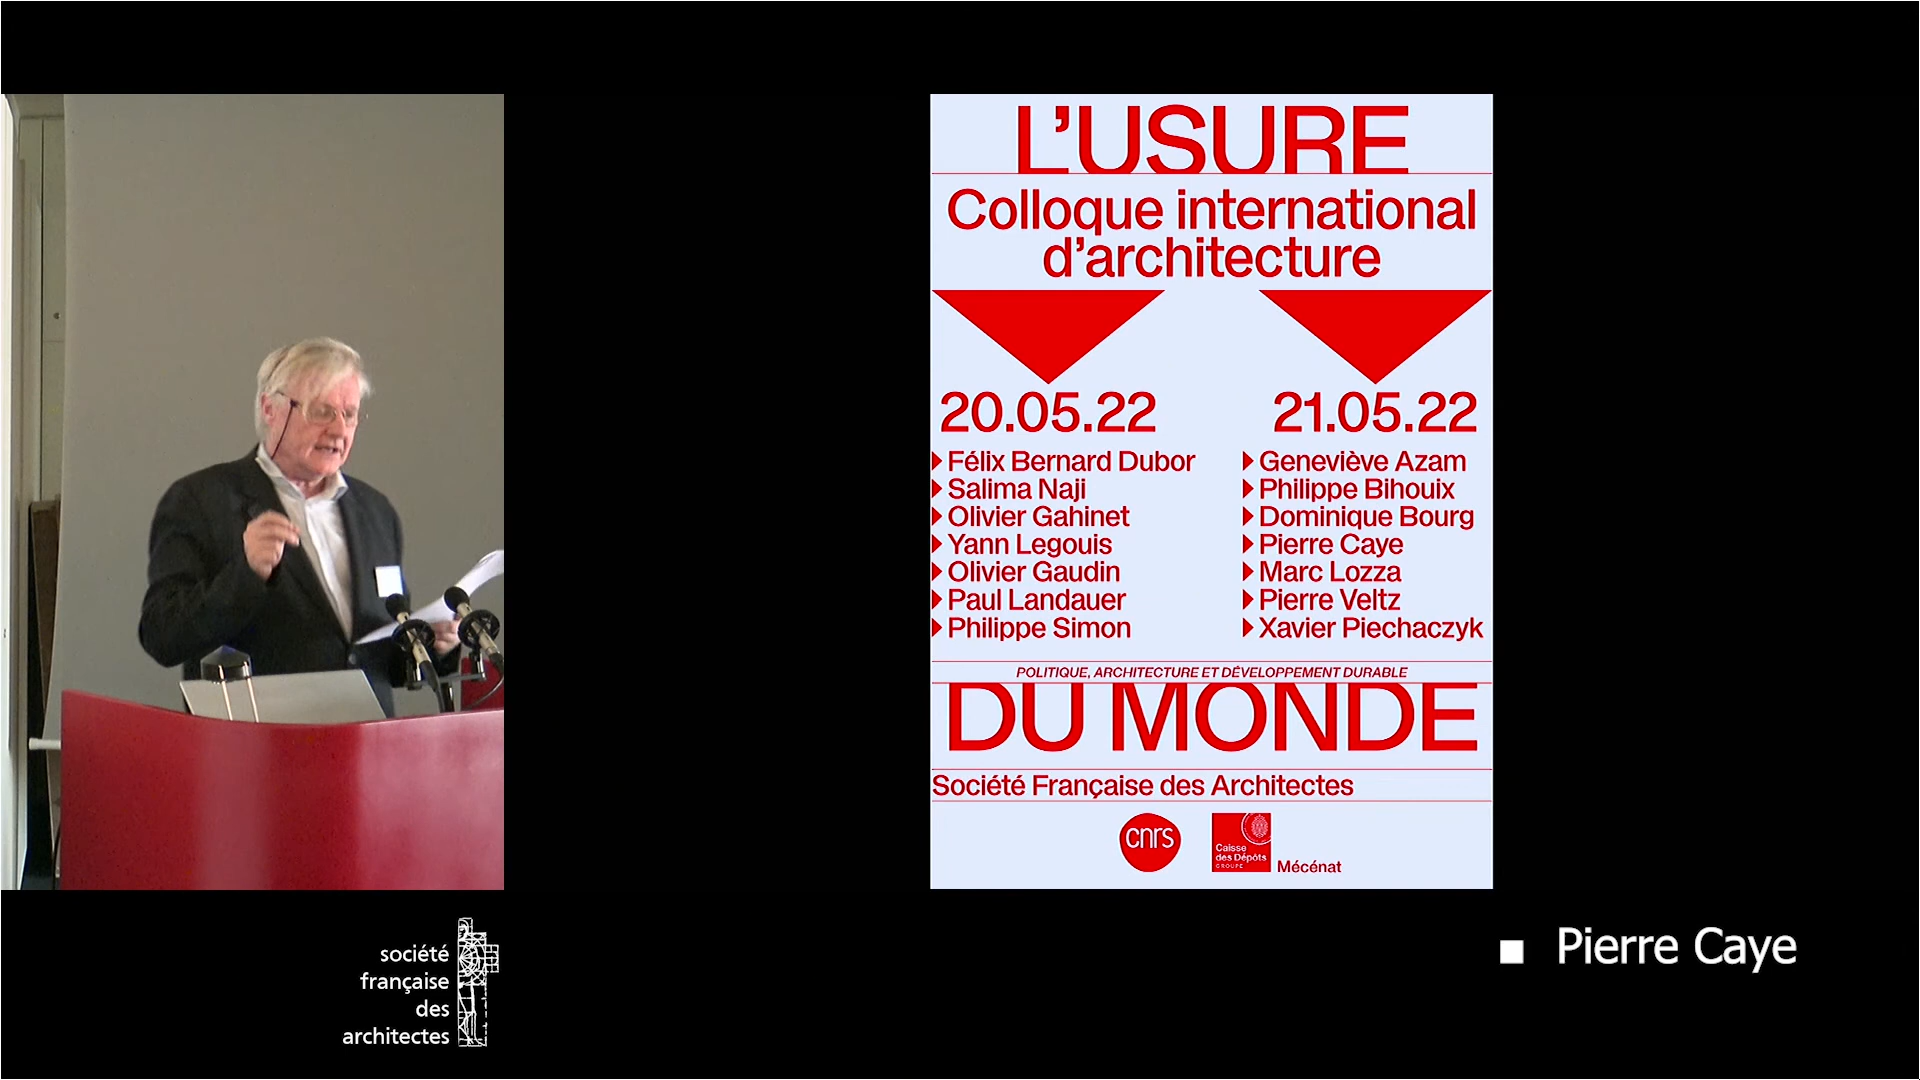 L’USURE
Colloque international
d’architecture
20.05.22
Félix Bernard Dubor
Salima Naji
Olivier Gahinet
Yann Legouis
Olivier Gaudin
Paul Landauer
Philippe Simon
21.05.22
Geneviève Azam
Philippe Bihouix
Dominique Bourg
Pierre Caye
Marc Lozza
Pierre Veltz
Xavier Piechaczyk
POLITIQUE, ARCHITECTURE ET DÉVELOPPEMENT DURABLE
DU MONDE
Société Française des Architectes
cnrs
Caisse
des Dépôts
GROUPE
Mécénat
société
française
des
architectes
Pierre Caye